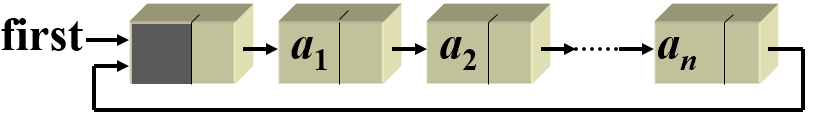 first a₁ a₂ …… aₙ